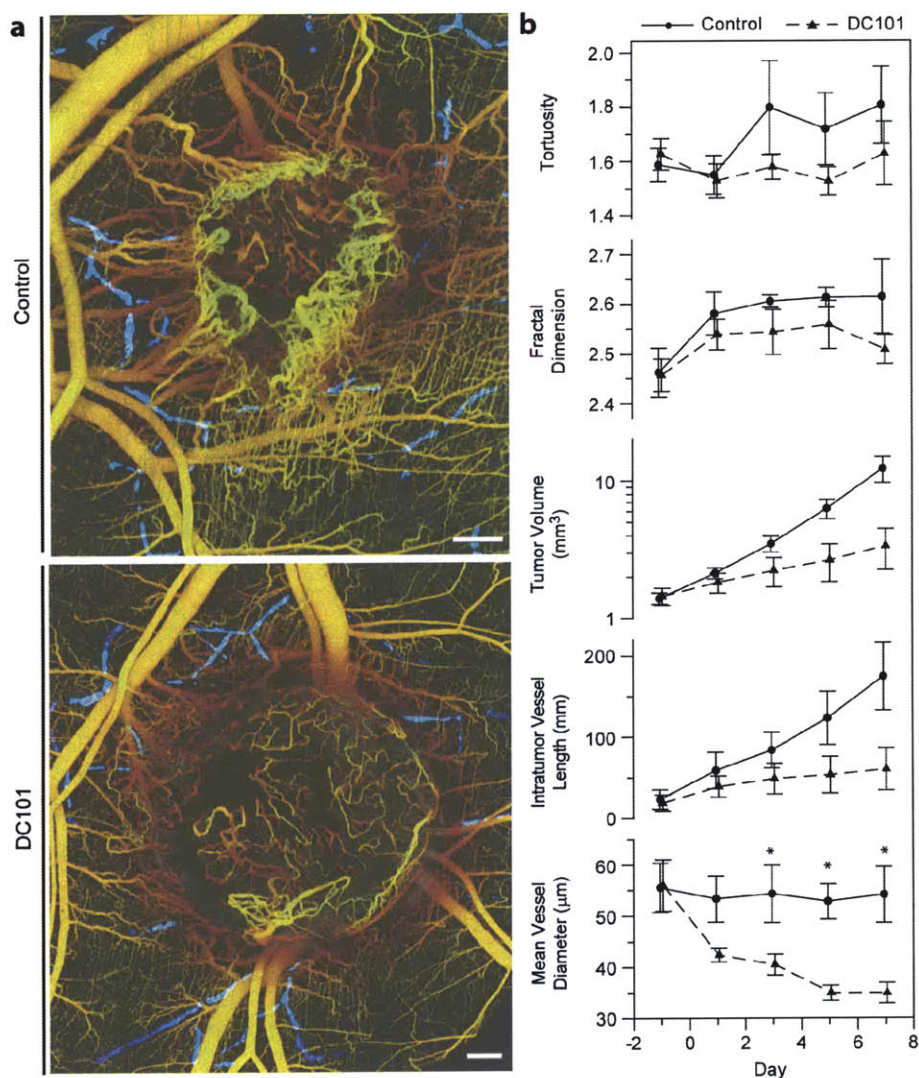 a
Control
DC101
b
Control
DC101
Tortuosity
2.0
1.8
1.6
1.4
Fractal
Dimension
2.7
2.6
2.5
2.4
Tumor Volume
(mm³)
10
1
Intratumor Vessel
Length (mm)
200
100
0
Mean Vessel
Diameter (µm)
60
50
40
30
*
*
*
-2
0
2
4
6
8
Day